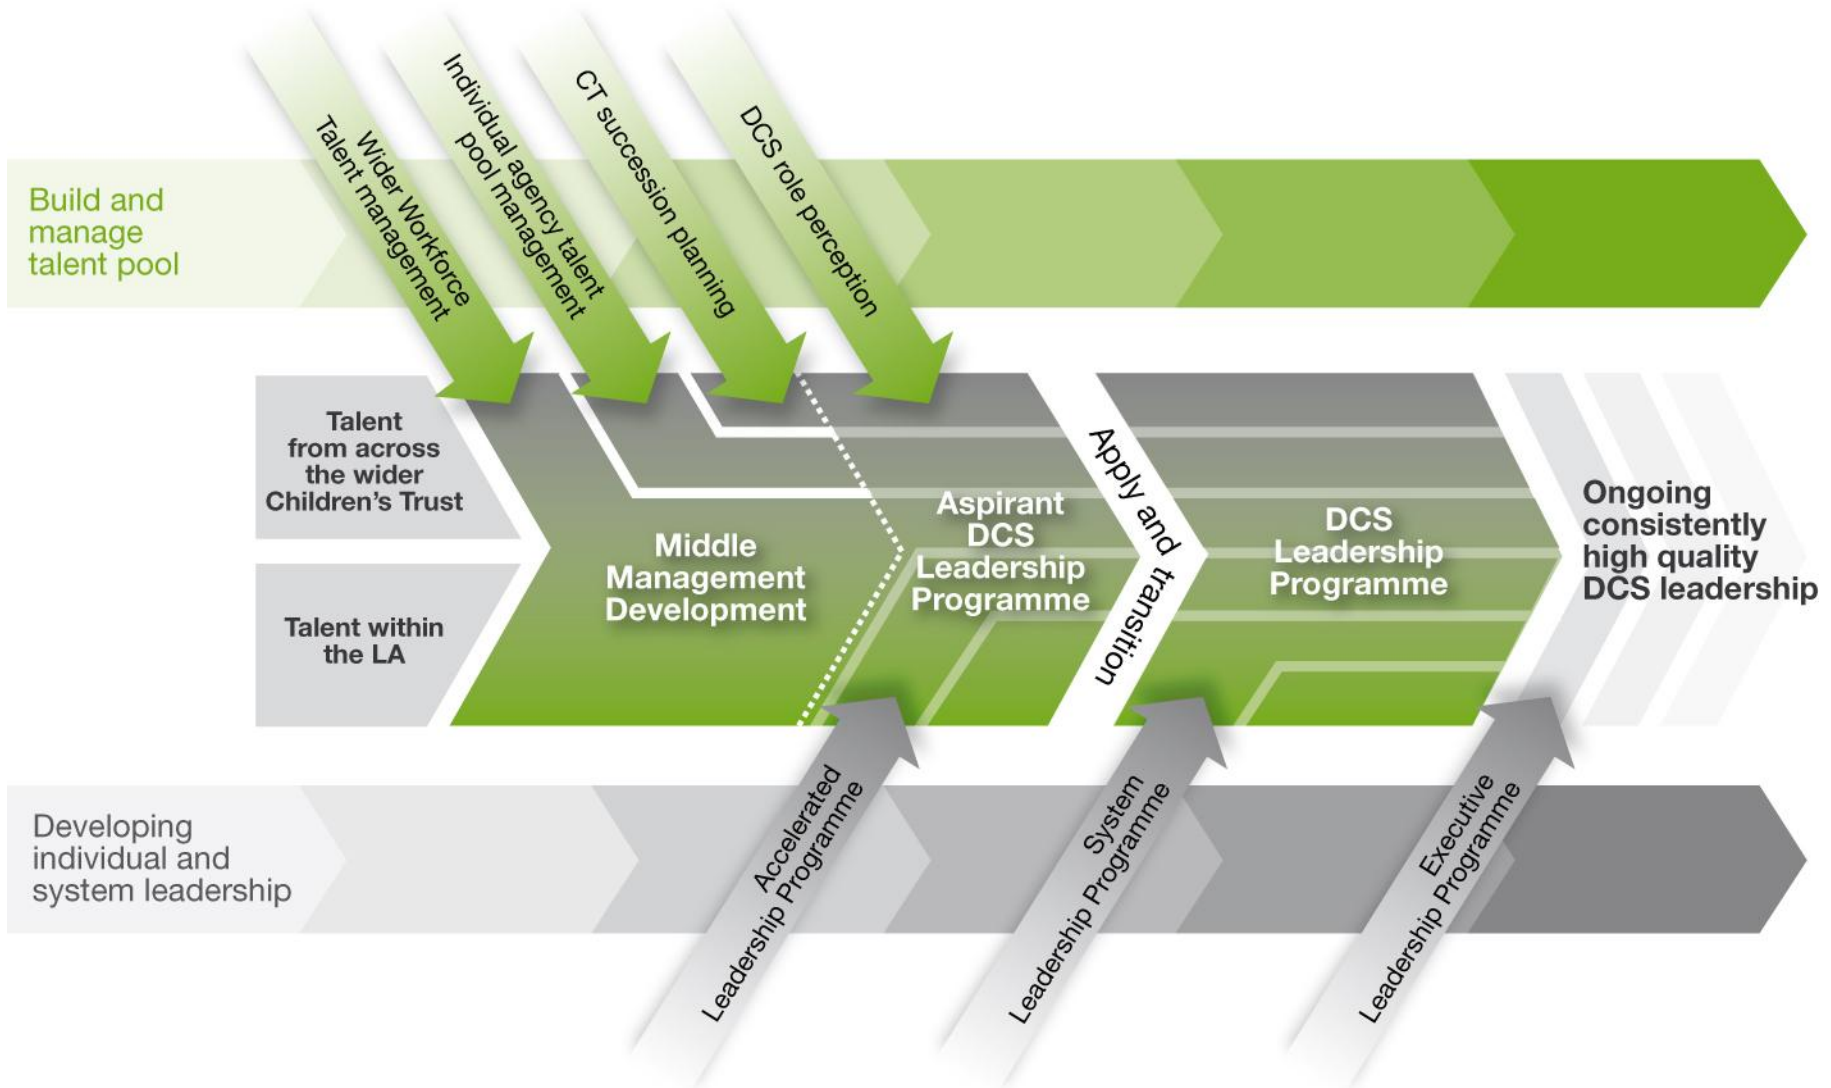 Wider Workforce
Talent management
Individual agency talent
pool management
CT succession planning
DCS role perception
Build and
manage
talent pool
Talent
from across
the wider
Children's Trust
Talent within
the LA
Middle
Management
Development
Aspirant
DCS
Leadership
Programme
Apply and transition
DCS
Leadership
Programme
Ongoing
consistently
high quality
DCS leadership
Developing
individual and
system leadership
Accelerated
Leadership Programme
System
Leadership Programme
Executive
Leadership Programme